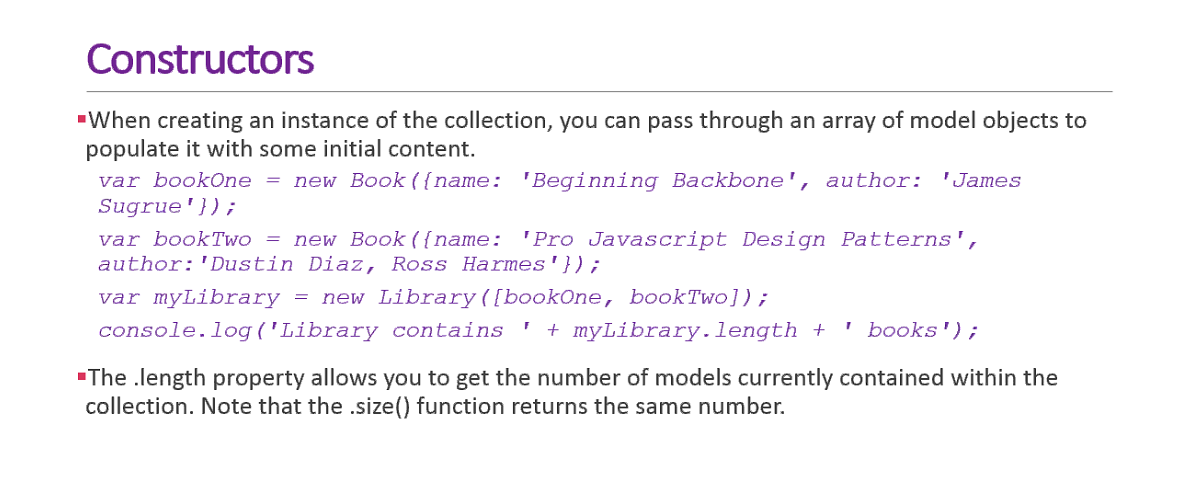 Constructors
▪When creating an instance of the collection, you can pass through an array of model objects to
populate it with some initial content.
var bookOne = new Book({name: 'Beginning Backbone', author: 'James
Sugrue'});
var bookTwo = new Book({name: 'Pro Javascript Design Patterns',
author:'Dustin Diaz, Ross Harmes'});
var myLibrary = new Library([bookOne, bookTwo]);
console.log('Library contains ' + myLibrary.length + ' books');
▪The .length property allows you to get the number of models currently contained within the
collection. Note that the .size() function returns the same number.